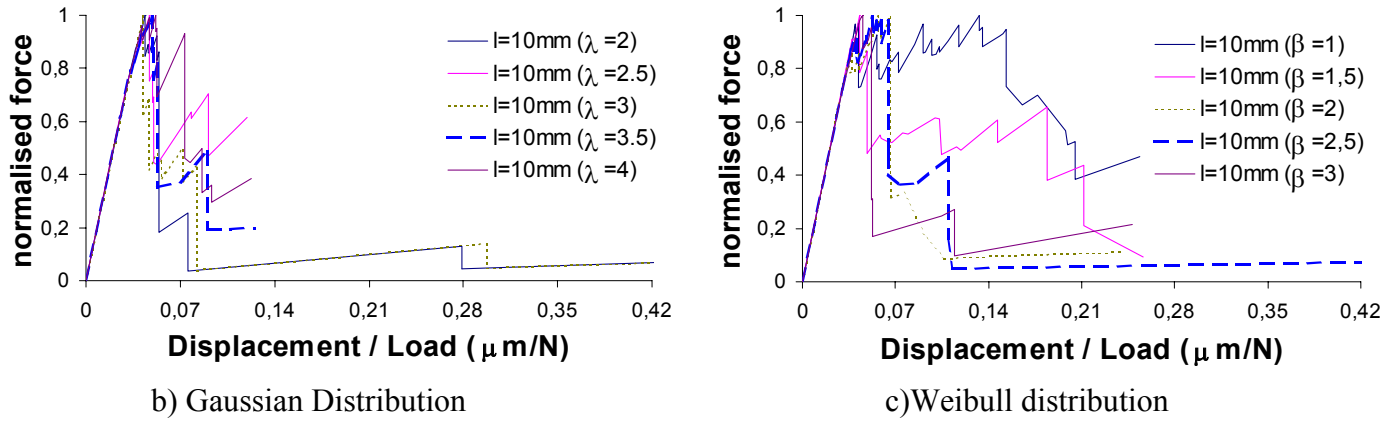 normalised force
1
0,8
0,6
0,4
0,2
0
0 0,07 0,14 0,21 0,28 0,35 0,42
Displacement / Load (μm/N)
l=10mm (λ =2)
l=10mm (λ =2.5)
l=10mm (λ =3)
l=10mm (λ =3.5)
l=10mm (λ =4)
b) Gaussian Distribution
normalised force
1
0,8
0,6
0,4
0,2
0
0 0,07 0,14 0,21 0,28 0,35 0,42
Displacement / Load (μm/N)
l=10mm (β =1)
l=10mm (β =1,5)
l=10mm (β =2)
l=10mm (β =2,5)
l=10mm (β =3)
c)Weibull distribution